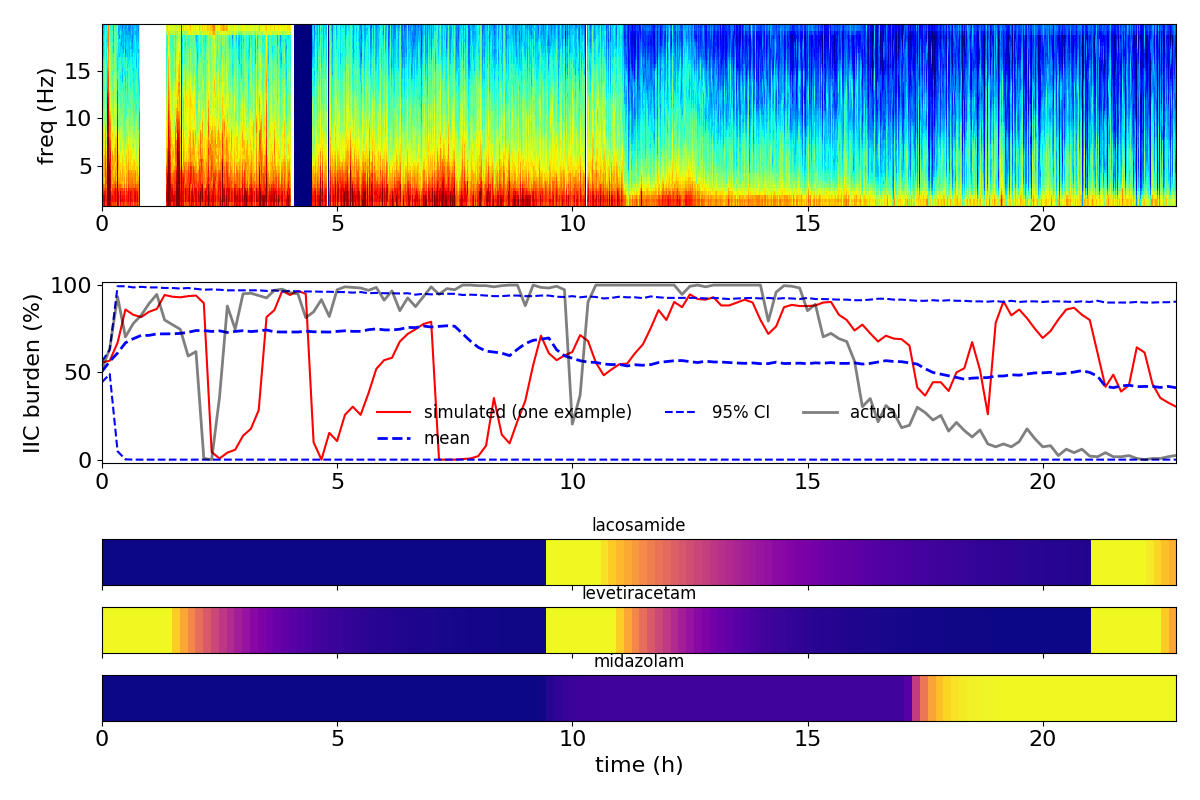 freq (Hz)
15
10
5
0 5 10 15 20
IIC burden (%)
100
50
0
simulated (one example) 95% CI actual
mean
0 5 10 15 20
lacosamide
levetiracetam
midazolam
0 5 10 15 20
time (h)